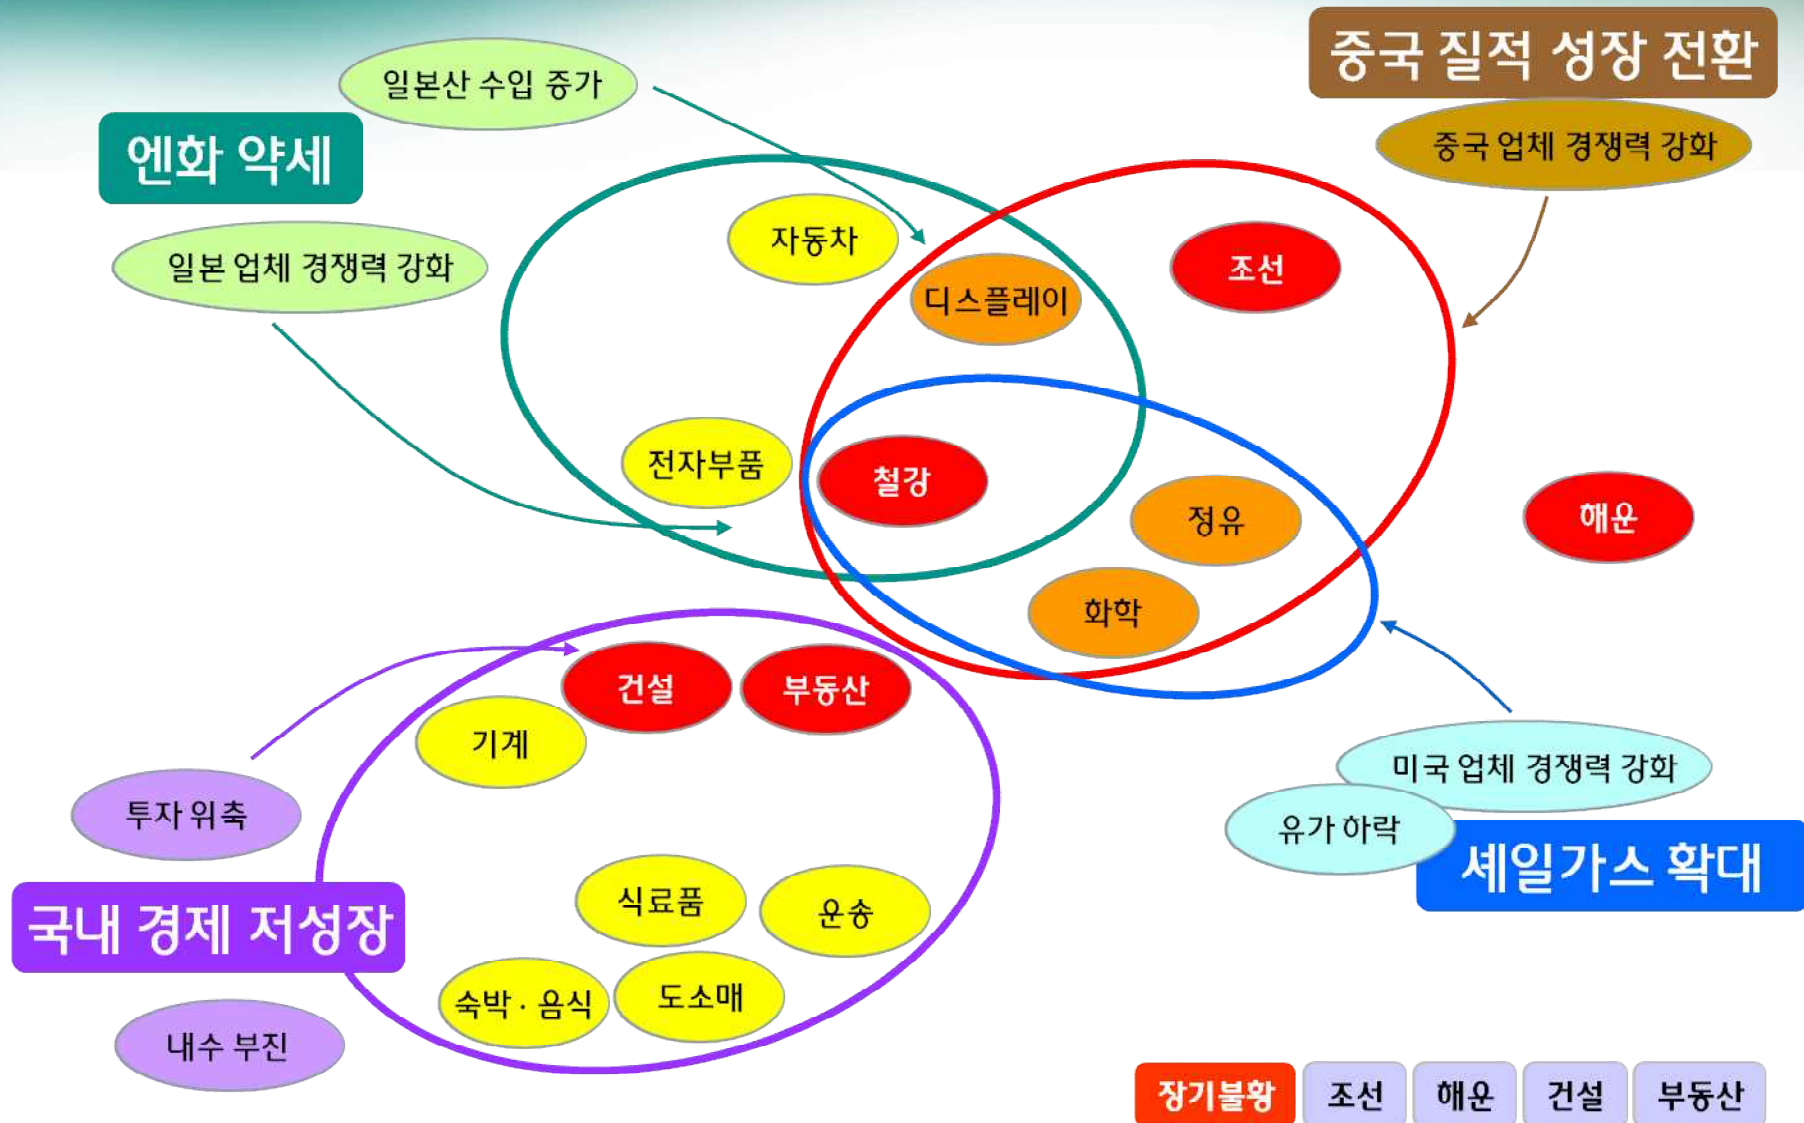 중국 질적 성장 전환
일본산 수입 증가
중국 업체 경쟁력 강화
엔화 약세
자동차
일본 업체 경쟁력 강화
조선
디스플레이
전자부품
철강
정유
해운
화학
건설
부동산
기계
미국 업체 경쟁력 강화
투자 위축
유가 하락
셰일가스 확대
식료품
운송
국내 경제 저성장
숙박 · 음식
도소매
내수 부진
장기불황 조선 해운 건설 부동산